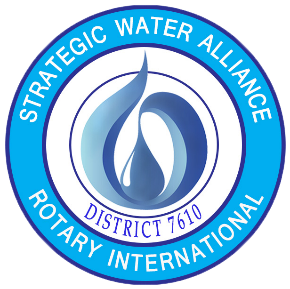 STRATEGIC WATER ALLIANCE
DISTRICT 7610
ROTARY INTERNATIONAL